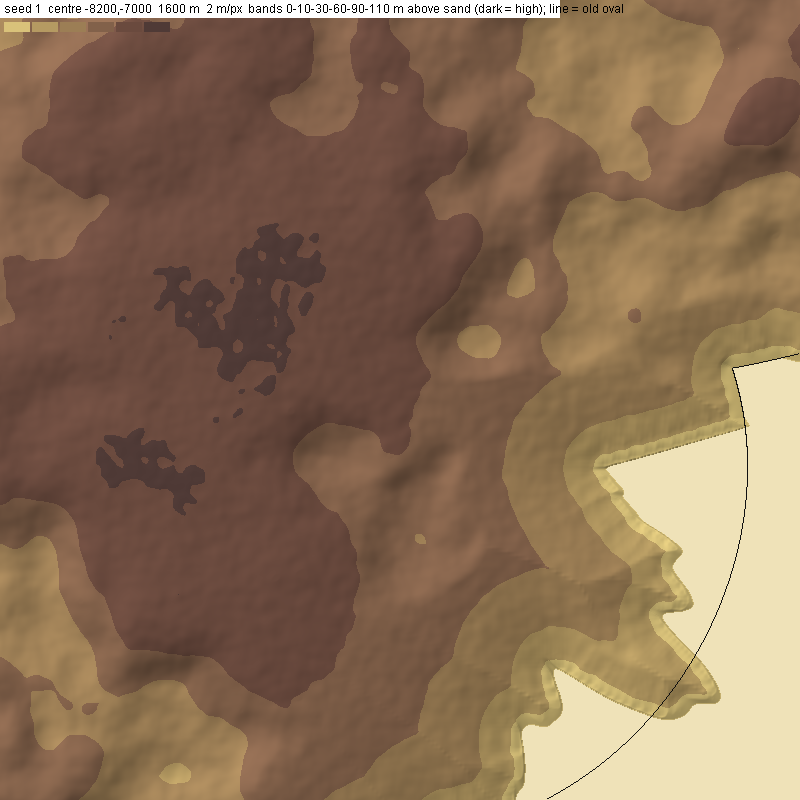 seed 1  centre -8200,-7000  1600 m  2 m/px  bands 0-10-30-60-90-110 m above sand (dark = high); line = old oval